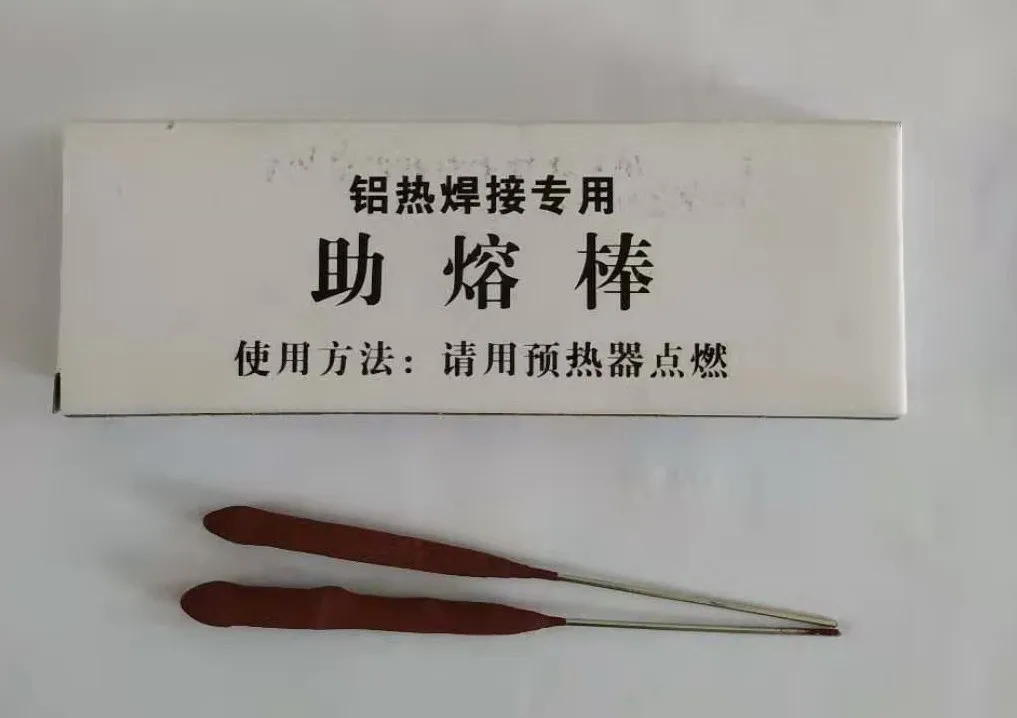 铝热焊接专用
助熔棒
使用方法：请用预热器点燃